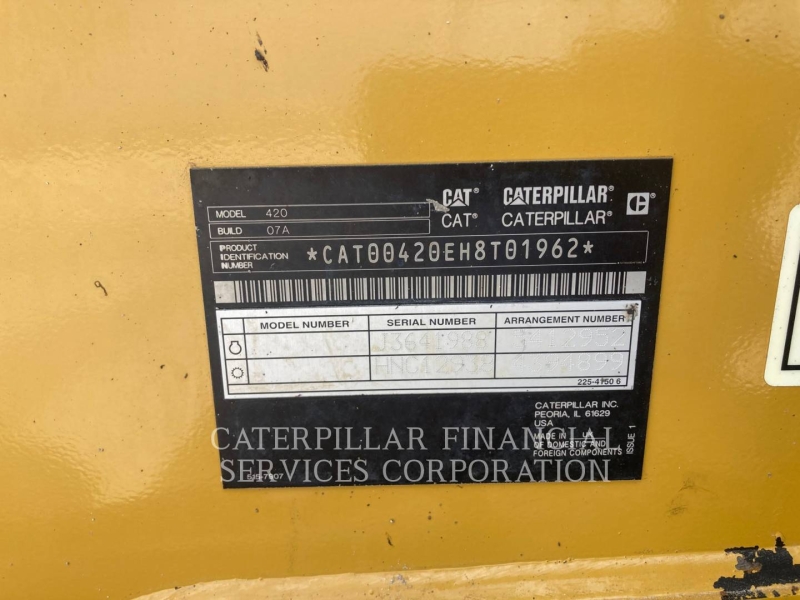 CAT® CATERPILLAR®
CAT® CATERPILLAR®
MODEL 420
BUILD 07A
PRODUCT
IDENTIFICATION
NUMBER
*CAT00420EH8T01962*
MODEL NUMBER SERIAL NUMBER ARRANGEMENT NUMBER
225-4150 6
CATERPILLAR INC.
PEORIA, IL 61629
USA
MADE IN
OF DOMESTIC AND
FOREIGN COMPONENTS
ISSUE 1
515-7907
CATERPILLAR FINANCIAL
SERVICES CORPORATION